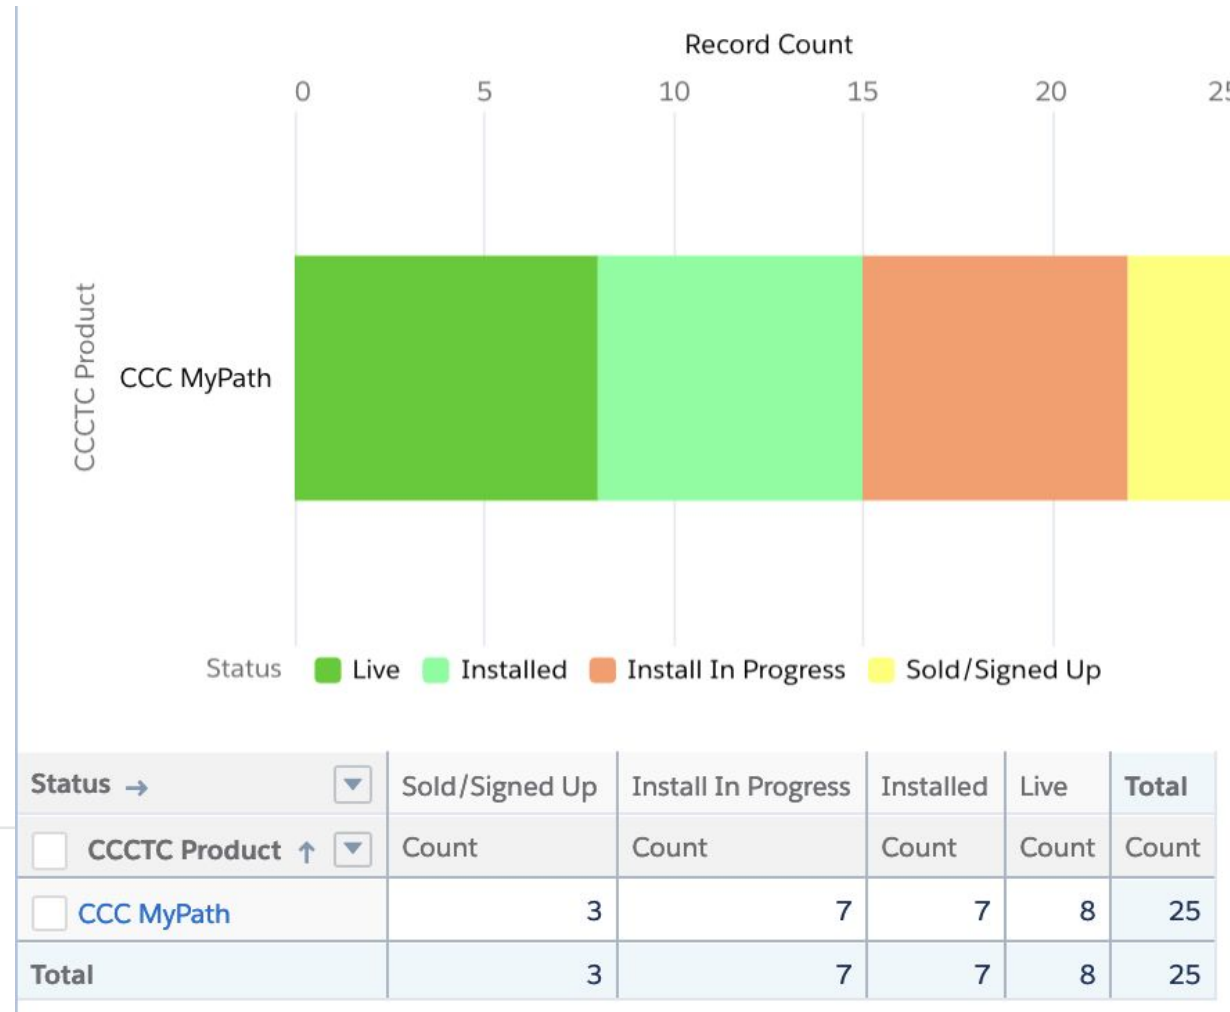 Record Count
0 5 10 15 20 25
CCCTC Product
CCC MyPath
Status Live Installed Install In Progress Sold/Signed Up
Status → Sold/Signed Up Install In Progress Installed Live Total
CCCTC Product ↑ Count Count Count Count Count
CCC MyPath 3 7 7 8 25
Total 3 7 7 8 25